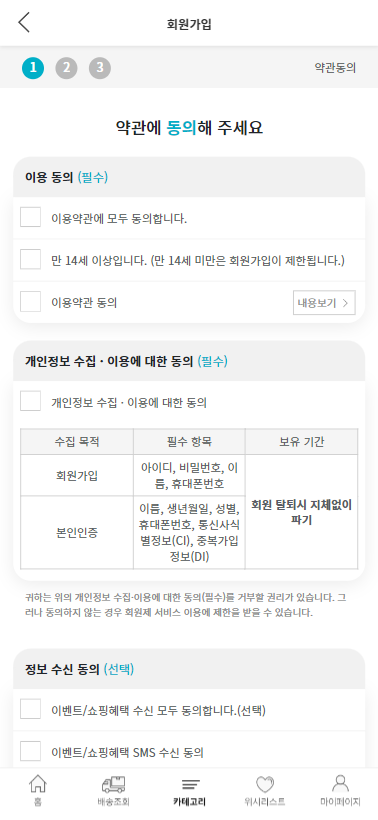 회원가입
1 2 3 약관동의
약관에 동의해 주세요
이용 동의 (필수)
이용약관에 모두 동의합니다.
만 14세 이상입니다. (만 14세 미만은 회원가입이 제한됩니다.)
이용약관 동의 내용보기
개인정보 수집 · 이용에 대한 동의 (필수)
개인정보 수집 · 이용에 대한 동의
수집 목적 필수 항목 보유 기간
회원가입
아이디, 비밀번호, 이
름, 휴대폰번호
본인인증
이름, 생년월일, 성별,
휴대폰번호, 통신사식
별정보(CI), 중복가입
정보(DI)
회원 탈퇴시 지체없이
파기
귀하는 위의 개인정보 수집·이용에 대한 동의(필수)를 거부할 권리가 있습니다. 그
러나 동의하지 않는 경우 회원제 서비스 이용에 제한을 받을 수 있습니다.
정보 수신 동의 (선택)
이벤트/쇼핑혜택 수신 모두 동의합니다.(선택)
이벤트/쇼핑혜택 SMS 수신 동의
홈 배송조회 카테고리 위시리스트 마이페이지